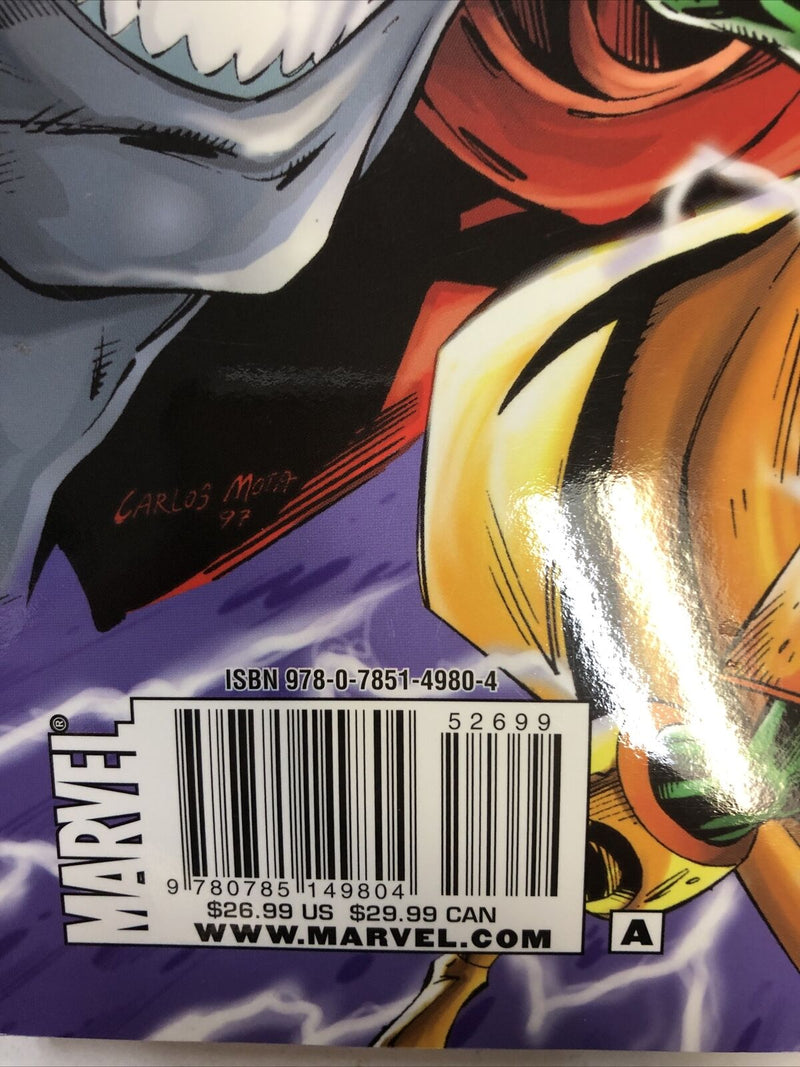 CARLOS MOTA
97
ISBN 978-0-7851-4980-4
MARVEL®
52699
9 780785 149804
$26.99 US $29.99 CAN
WWW.MARVEL.COM
A